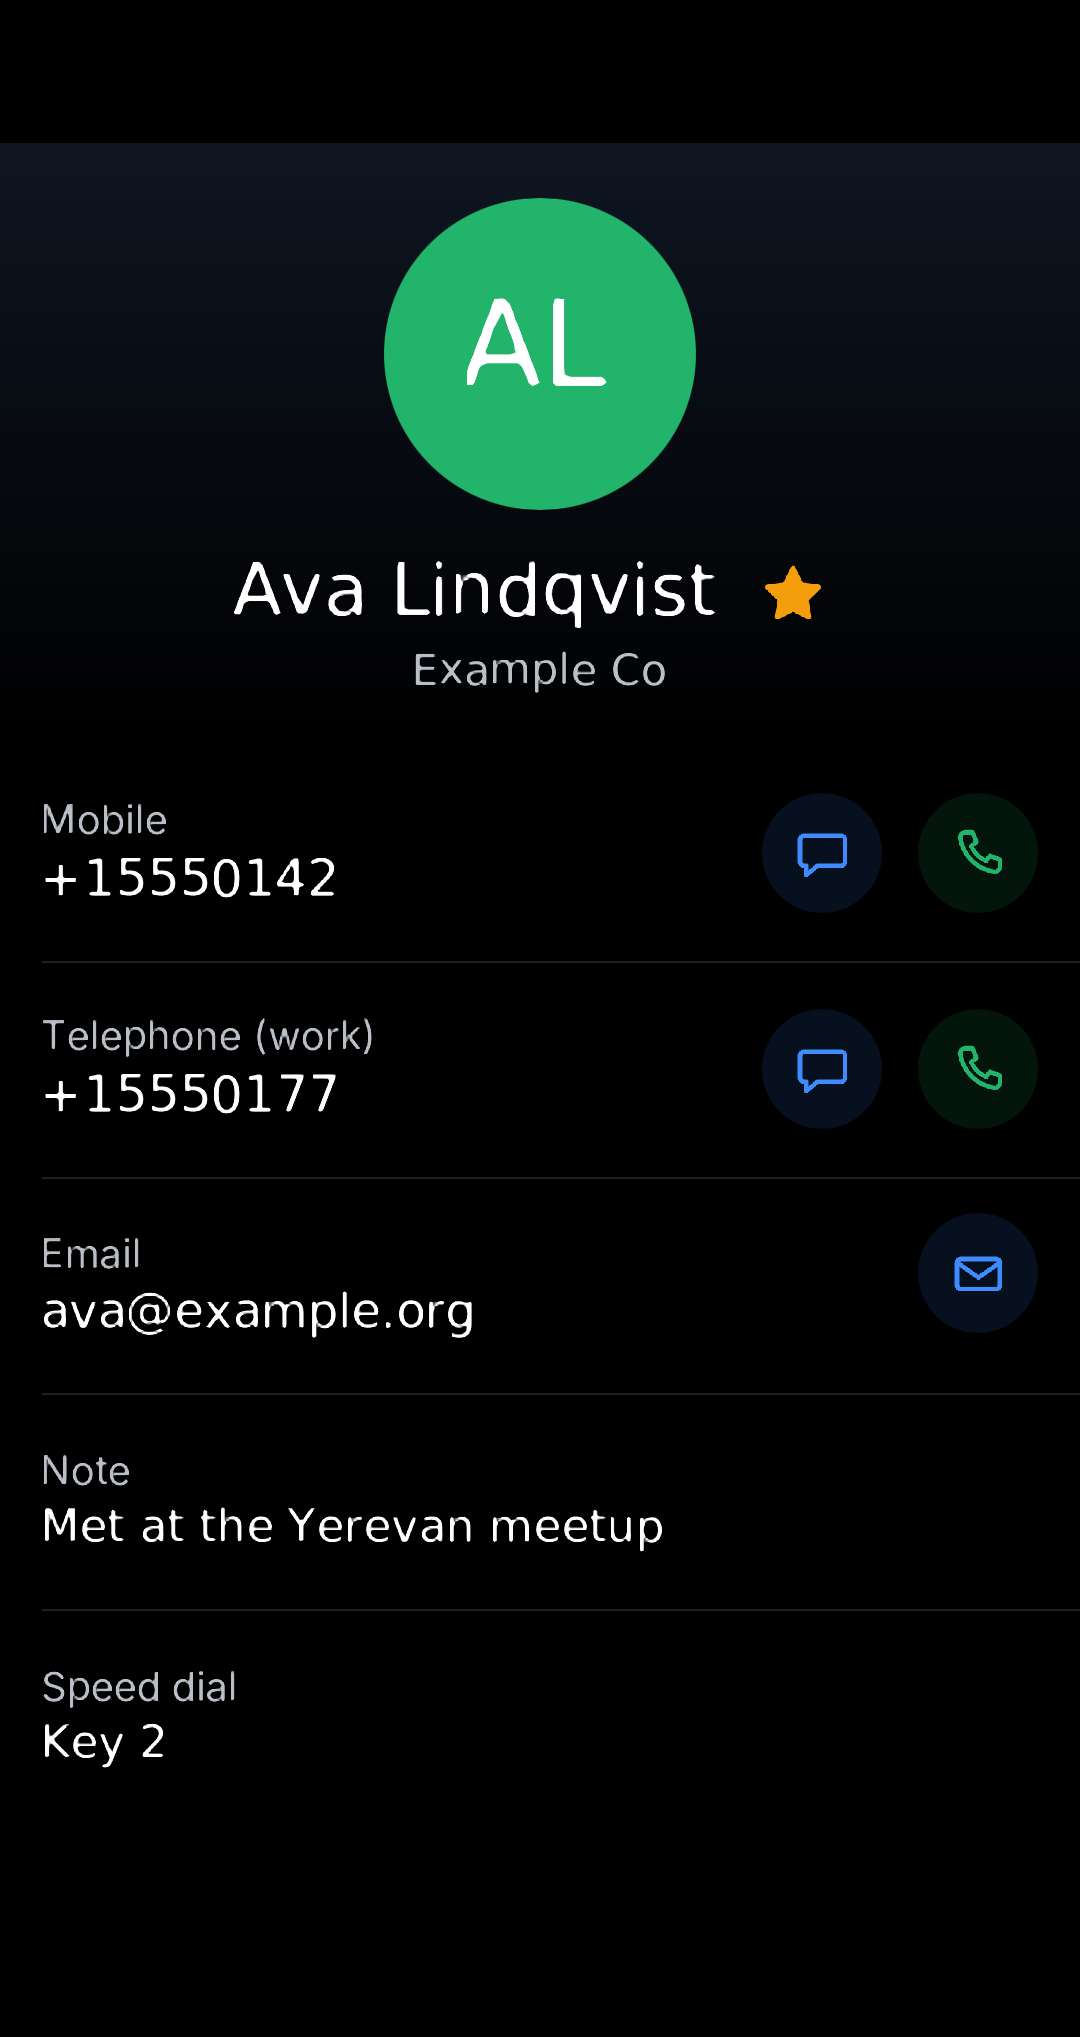 AL
Ava Lindqvist
Example Co
Mobile
+15550142
Telephone (work)
+15550177
Email
ava@example.org
Note
Met at the Yerevan meetup
Speed dial
Key 2